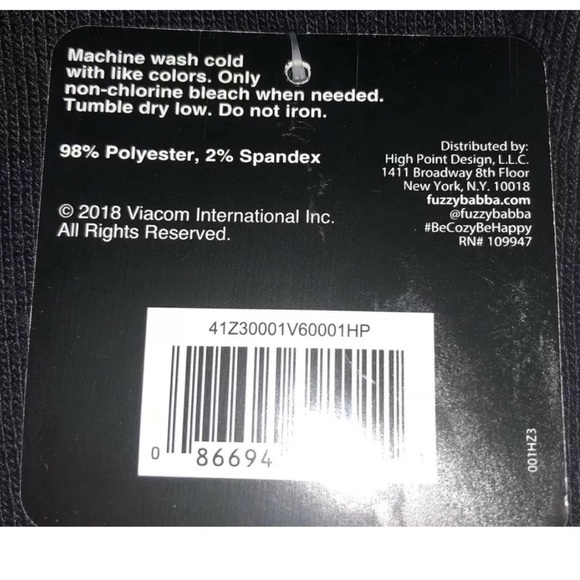 Machine wash cold
with like colors. Only
non-chlorine bleach when needed.
Tumble dry low. Do not iron.
98% Polyester, 2% Spandex
© 2018 Viacom International Inc.
All Rights Reserved.
Distributed by:
High Point Design, L.L.C.
1411 Broadway 8th Floor
New York, N.Y. 10018
fuzzybabba.com
@fuzzybabba
#BeCozyBeHappy
RN# 109947
41Z30001V60001HP
0 86694
001HZ3